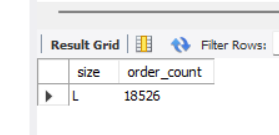 Result Grid Filter Rows:
size order_count
L 18526